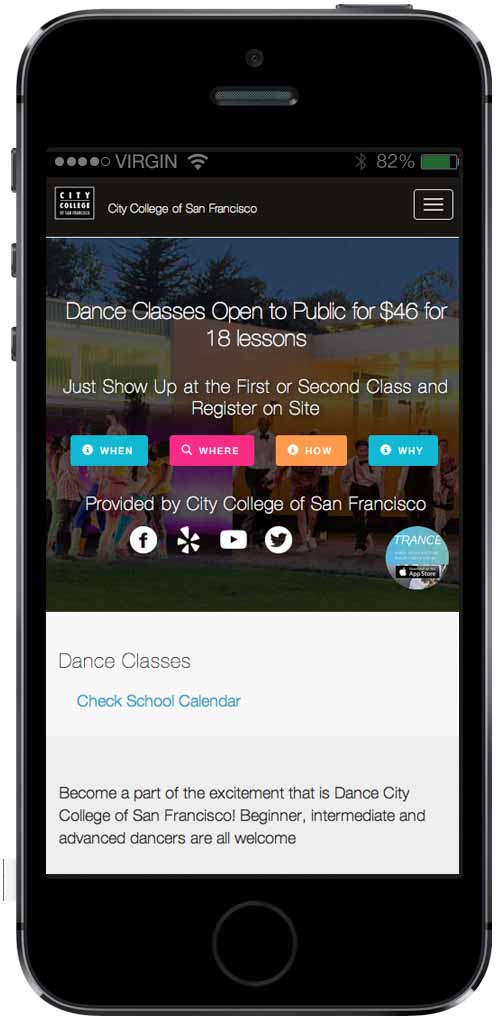 VIRGIN 82%
CITY
COLLEGE
OF SAN FRANCISCO
City College of San Francisco
Dance Classes Open to Public for $46 for
18 lessons
Just Show Up at the First or Second Class and
Register on Site
WHEN WHERE HOW WHY
Provided by City College of San Francisco
TRANCE
App Store
Dance Classes
Check School Calendar
Become a part of the excitement that is Dance City
College of San Francisco! Beginner, intermediate and
advanced dancers are all welcome